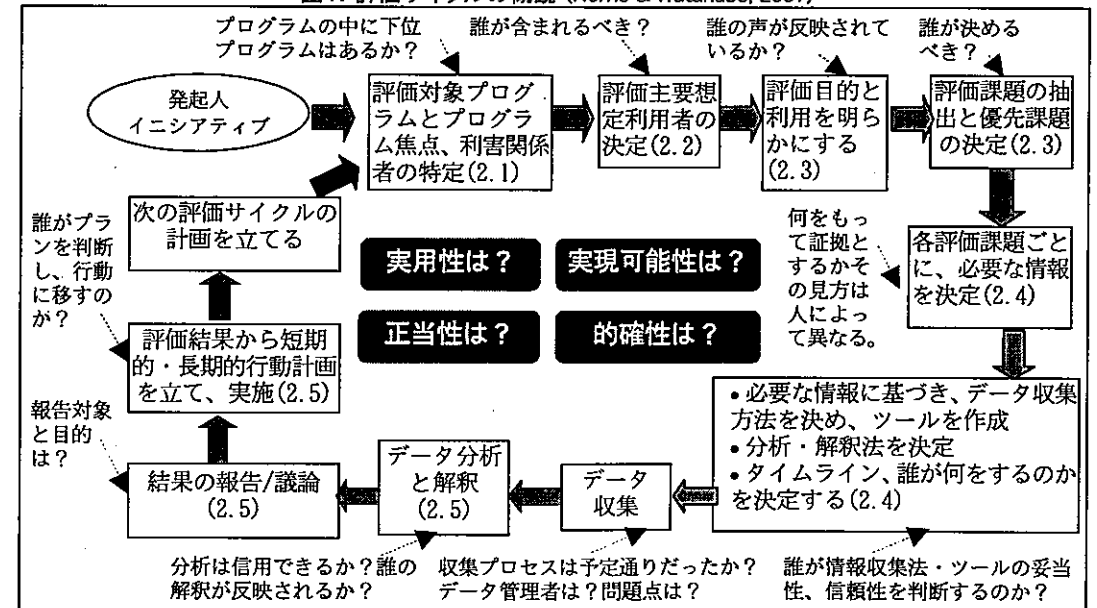 プログラムの中に下位
プログラムはあるか？
誰が含まれるべき？
誰の声が反映されて
いるか？
誰が決める
べき？
発起人
イニシアティブ
評価対象プログ
ラムとプログラ
ム焦点、利害関係
者の特定(2.1)
評価主要想
定利用者の
決定(2.2)
評価目的と
利用を明ら
かにする
(2.3)
評価課題の抽
出と優先課題
の決定(2.3)
何をもっ
て証拠と
するかそ
の見方は
人によっ
て異なる。
各評価課題ごと
に、必要な情報
を決定(2.4)
次の評価サイクルの
計画を立てる
誰がプラ
ンを判断
し、行動
に移すの
か？
実用性は？
実現可能性は？
正当性は？
的確性は？
評価結果から短期
的・長期的行動計画
を立て、実施(2.5)
報告対象
と目的
は？
●必要な情報に基づき、データ収集
方法を決め、ツールを作成
●分析・解釈法を決定
●タイムライン、誰が何をするのか
を決定する(2.4)
データ
収集
データ分析
と解釈
(2.5)
結果の報告/議論
(2.5)
分析は信用できるか？誰の
解釈が反映されるか？
収集プロセスは予定通りだったか？
データ管理者は？問題点は？
誰が情報収集法・ツールの妥当
性、信頼性を判断するのか？